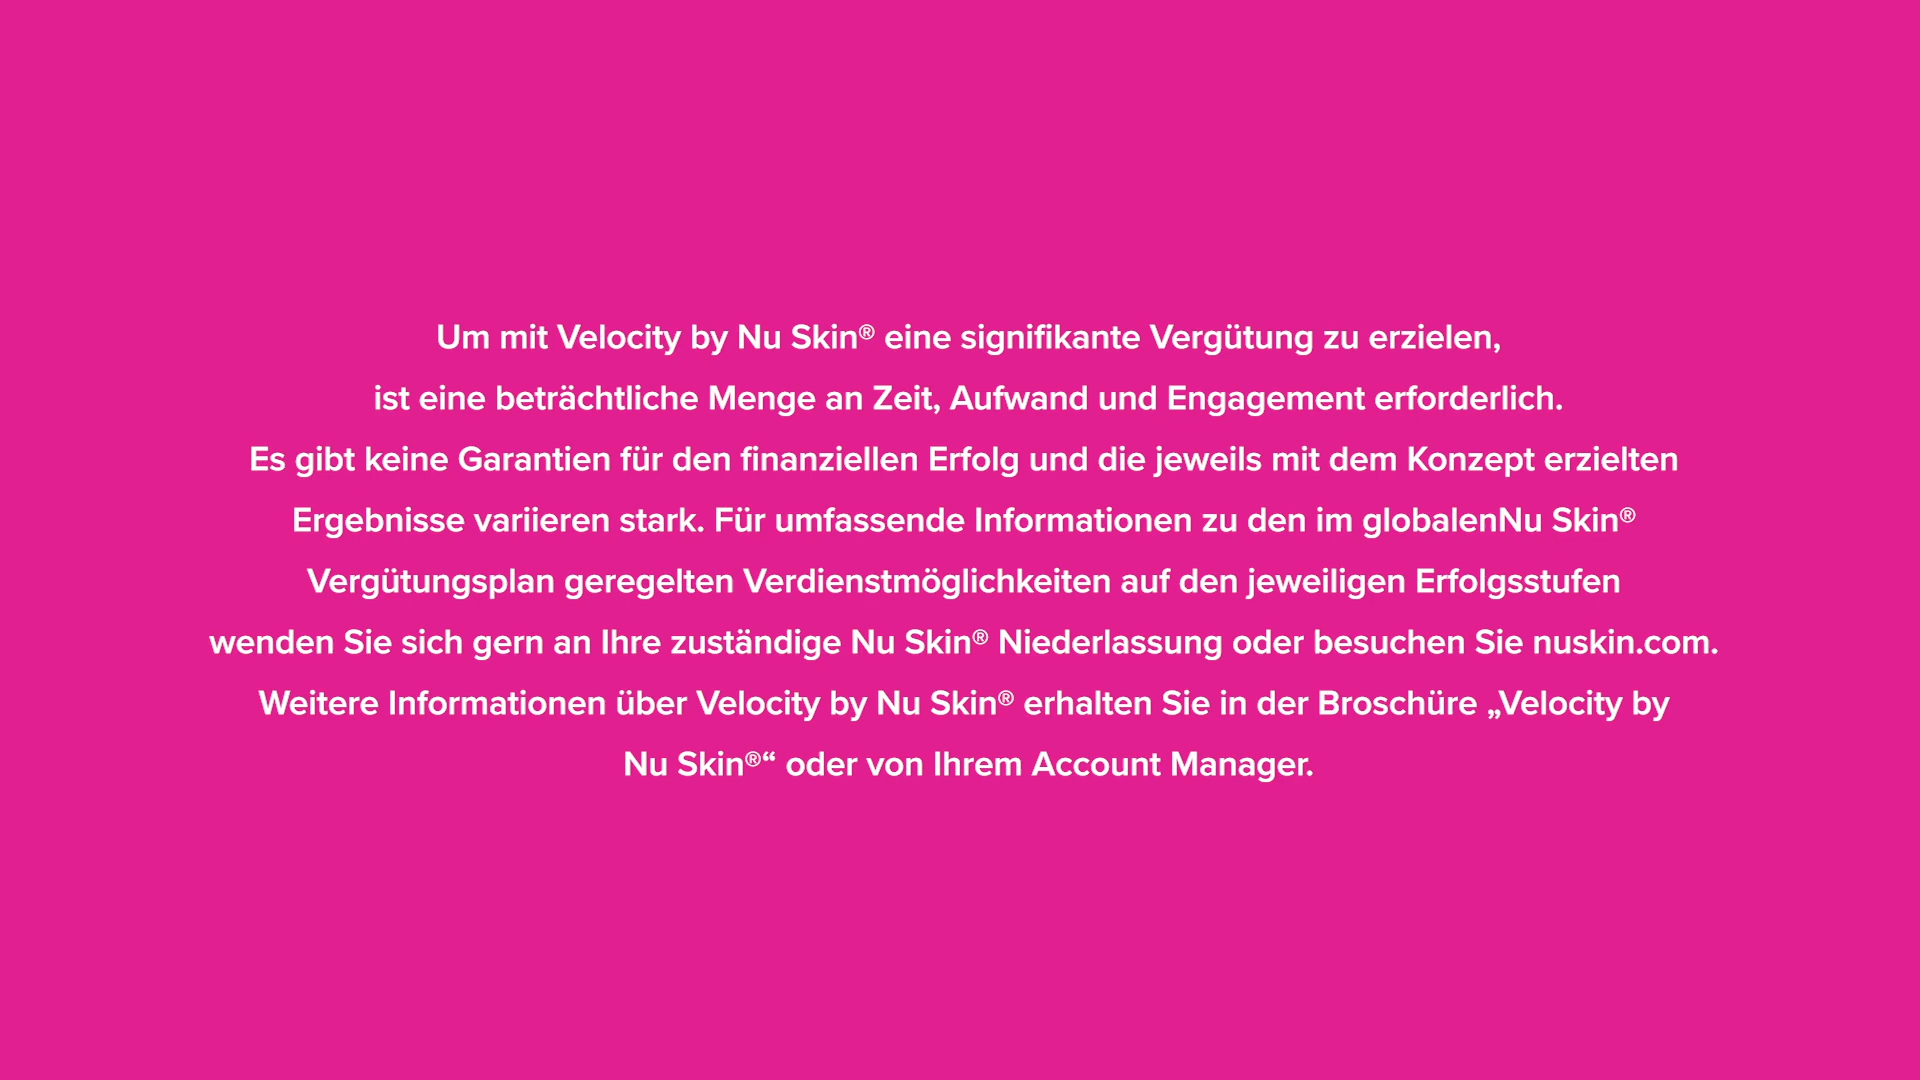 Um mit Velocity by Nu Skin® eine signifikante Vergütung zu erzielen,
ist eine beträchtliche Menge an Zeit, Aufwand und Engagement erforderlich.
Es gibt keine Garantien für den finanziellen Erfolg und die jeweils mit dem Konzept erzielten
Ergebnisse variieren stark. Für umfassende Informationen zu den im globalenNu Skin®
Vergütungsplan geregelten Verdienstmöglichkeiten auf den jeweiligen Erfolgsstufen
wenden Sie sich gern an Ihre zuständige Nu Skin® Niederlassung oder besuchen Sie nuskin.com.
Weitere Informationen über Velocity by Nu Skin® erhalten Sie in der Broschüre „Velocity by
Nu Skin®“ oder von Ihrem Account Manager.